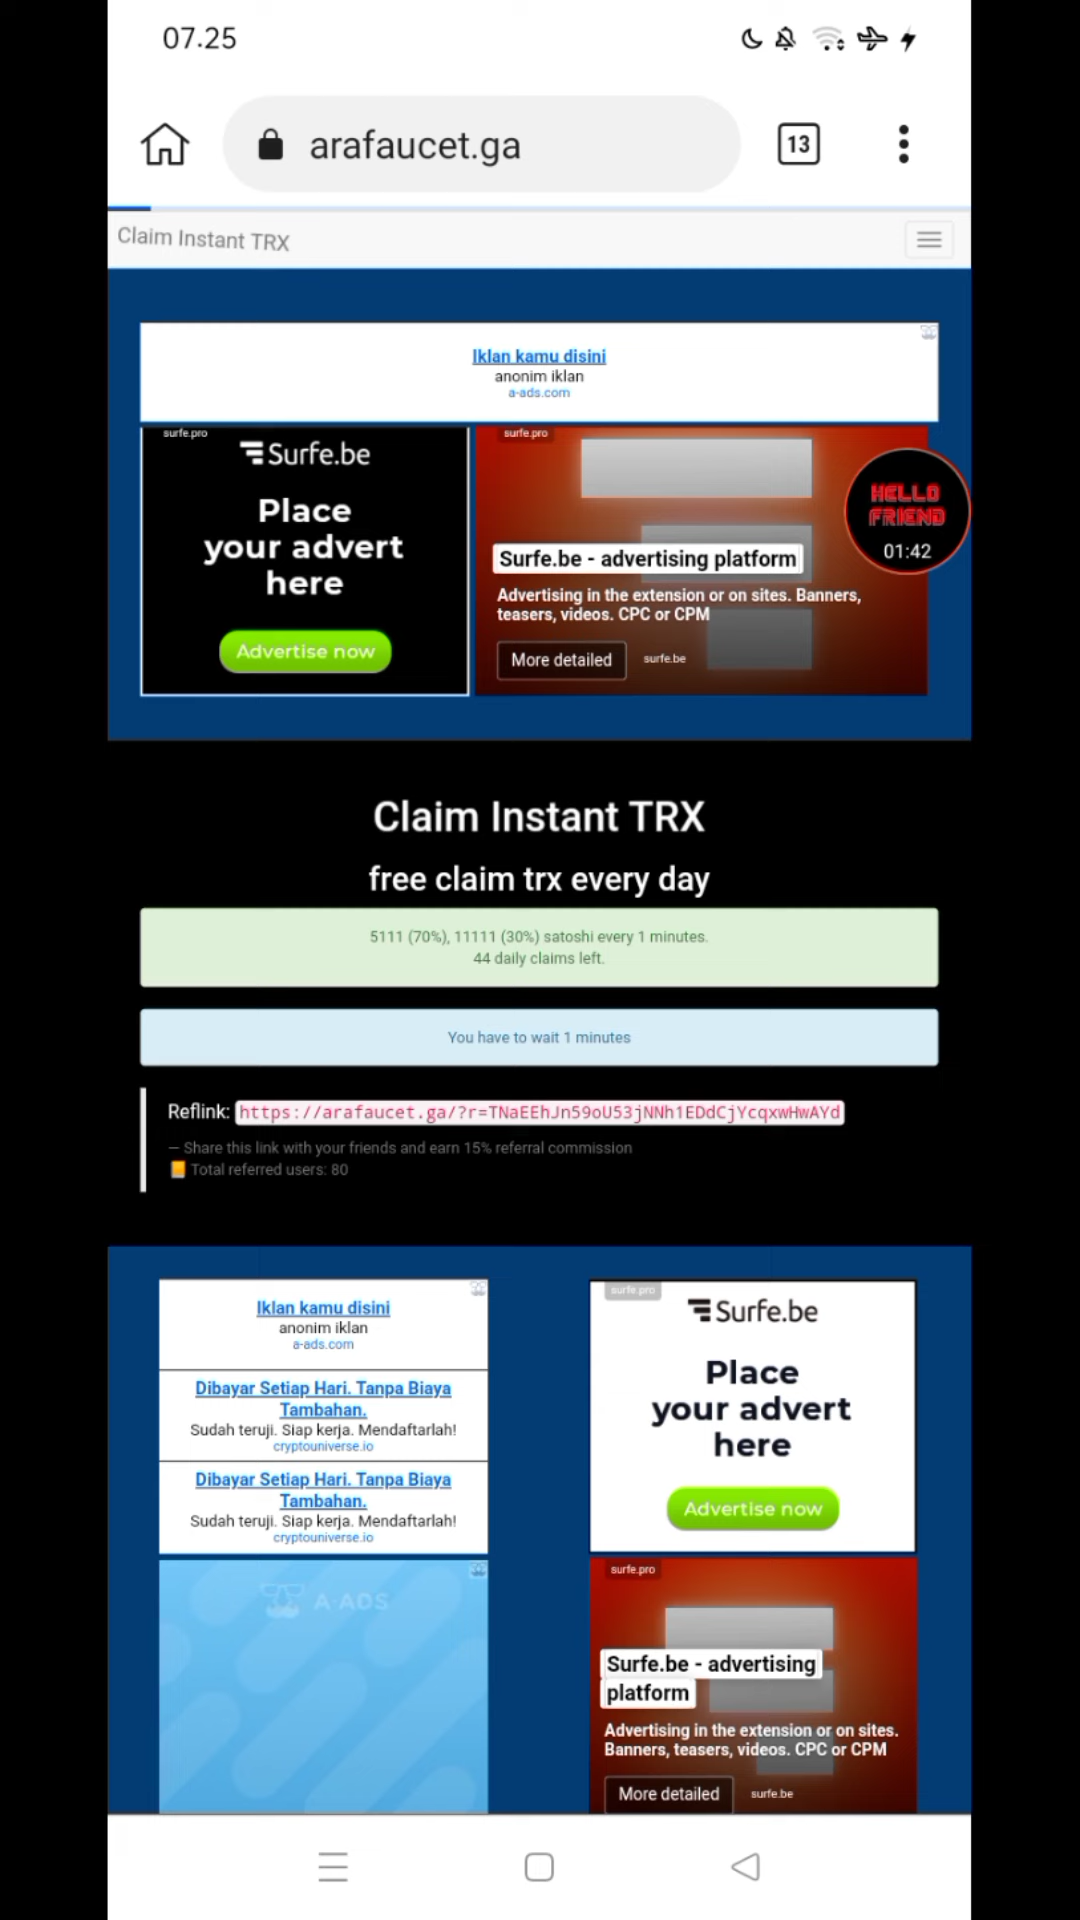 07.25
arafaucet.ga
13
Claim Instant TRX
Iklan kamu disini
anonim iklan
a-ads.com
surfe.pro
Surfe.be
Place
your advert
here
Advertise now
surfe.pro
Surfe.be - advertising platform
Advertising in the extension or on sites. Banners,
teasers, videos. CPC or CPM
More detailed
surfe.be
HELLO
FRIEND
01:42
Claim Instant TRX
free claim trx every day
5111 (70%), 11111 (30%) satoshi every 1 minutes.
44 daily claims left.
You have to wait 1 minutes
Reflink: https://arafaucet.ga/?r=TNaEEhJn59oU53jNNh1EDdCjYcqxwHwAYd
— Share this link with your friends and earn 15% referral commission
Total referred users: 80
Iklan kamu disini
anonim iklan
a-ads.com
Dibayar Setiap Hari. Tanpa Biaya
Tambahan.
Sudah teruji. Siap kerja. Mendaftarlah!
cryptouniverse.io
Dibayar Setiap Hari. Tanpa Biaya
Tambahan.
Sudah teruji. Siap kerja. Mendaftarlah!
cryptouniverse.io
A-ADS
surfe.pro
Surfe.be
Place
your advert
here
Advertise now
surfe.pro
Surfe.be - advertising
platform
Advertising in the extension or on sites.
Banners, teasers, videos. CPC or CPM
More detailed
surfe.be